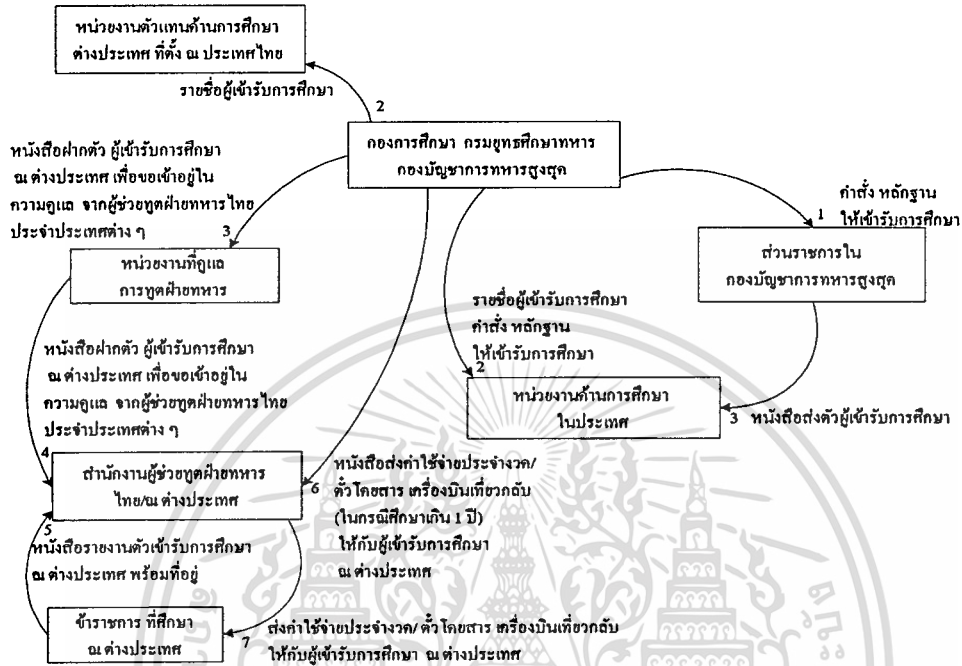 หน่วยงานตัวแทนด้านการศึกษา
ต่างประเทศ ที่ตั้ง ณ ประเทศไทย
รายชื่อผู้เข้ารับการศึกษา
2
กองการศึกษา กรมยุทธศึกษาทหาร
กองบัญชาการทหารสูงสุด
หนังสือฝากตัว ผู้เข้ารับการศึกษา
ณ ต่างประเทศ เพื่อขอเข้าอยู่ใน
ความดูแล จากผู้ช่วยทูตฝ่ายทหารไทย
ประจำประเทศต่าง ๆ
3
คำสั่ง หลักฐาน
1
ให้เข้ารับการศึกษา
หน่วยงานที่ดูแล
การทูตฝ่ายทหาร
ส่วนราชการใน
กองบัญชาการทหารสูงสุด
รายชื่อผู้เข้ารับการศึกษา
คำสั่ง หลักฐาน
ให้เข้ารับการศึกษา
2
หน่วยงานด้านการศึกษา
ในประเทศ
3 หนังสือส่งตัวผู้เข้ารับการศึกษา
หนังสือฝากตัว ผู้เข้ารับการศึกษา
ณ ต่างประเทศ เพื่อขอเข้าอยู่ใน
ความดูแล จากผู้ช่วยทูตฝ่ายทหารไทย
ประจำประเทศต่าง ๆ
4
สำนักงานผู้ช่วยทูตฝ่ายทหาร
ไทย/ณ ต่างประเทศ
6
หนังสือส่งค่าใช้จ่ายประจำงวด/
ตั๋วโดยสาร เครื่องบินเที่ยวกลับ
(ในกรณีศึกษาเกิน 1 ปี)
ให้กับผู้เข้ารับการศึกษา
ณ ต่างประเทศ
5
หนังสือรายงานตัวเข้ารับการศึกษา
ณ ต่างประเทศ พร้อมที่อยู่
ข้าราชการ ที่ศึกษา
ณ ต่างประเทศ
7
ส่งค่าใช้จ่ายประจำงวด/ ตั๋วโดยสาร เครื่องบินเที่ยวกลับ
ให้กับผู้เข้ารับการศึกษา ณ ต่างประเทศ